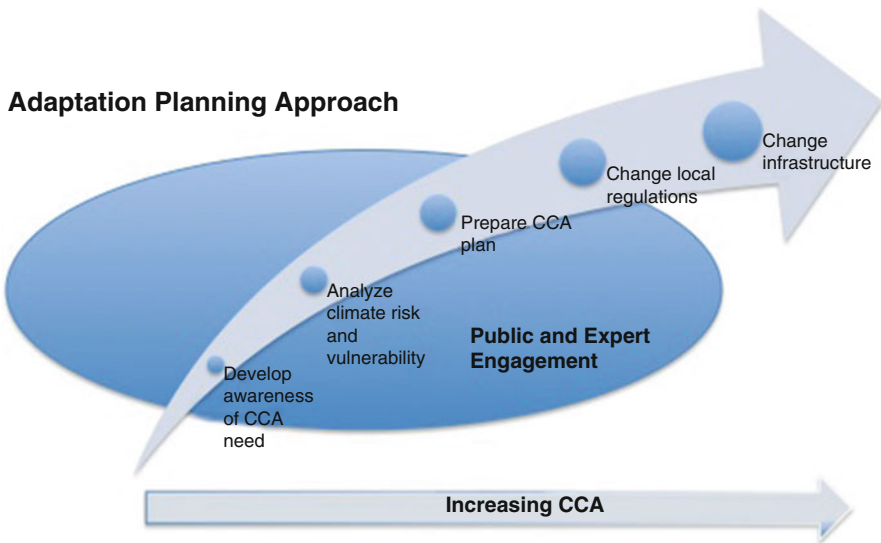 Adaptation Planning Approach
Change
infrastructure
Change local
regulations
Prepare CCA
plan
Analyze
climate risk
and
vulnerability
Public and Expert
Engagement
Develop
awareness
of CCA
need
Increasing CCA